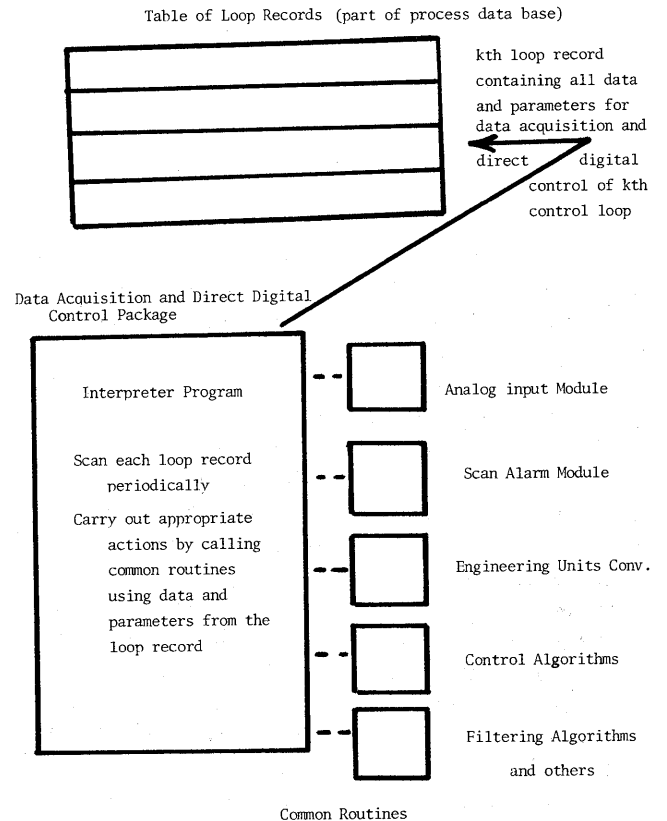 Table of Loop Records (part of process data base)
kth loop record
containing all data
and parameters for
data acquisition and
direct digital
control of kth
control loop
Data Acquisition and Direct Digital
Control Package
Interpreter Program
Scan each loop record
periodically
Carry out appropriate
actions by calling
common routines
using data and
parameters from the
loop record
Analog input Module
Scan Alarm Module
Engineering Units Conv.
Control Algorithms
Filtering Algorithms
and others
Common Routines